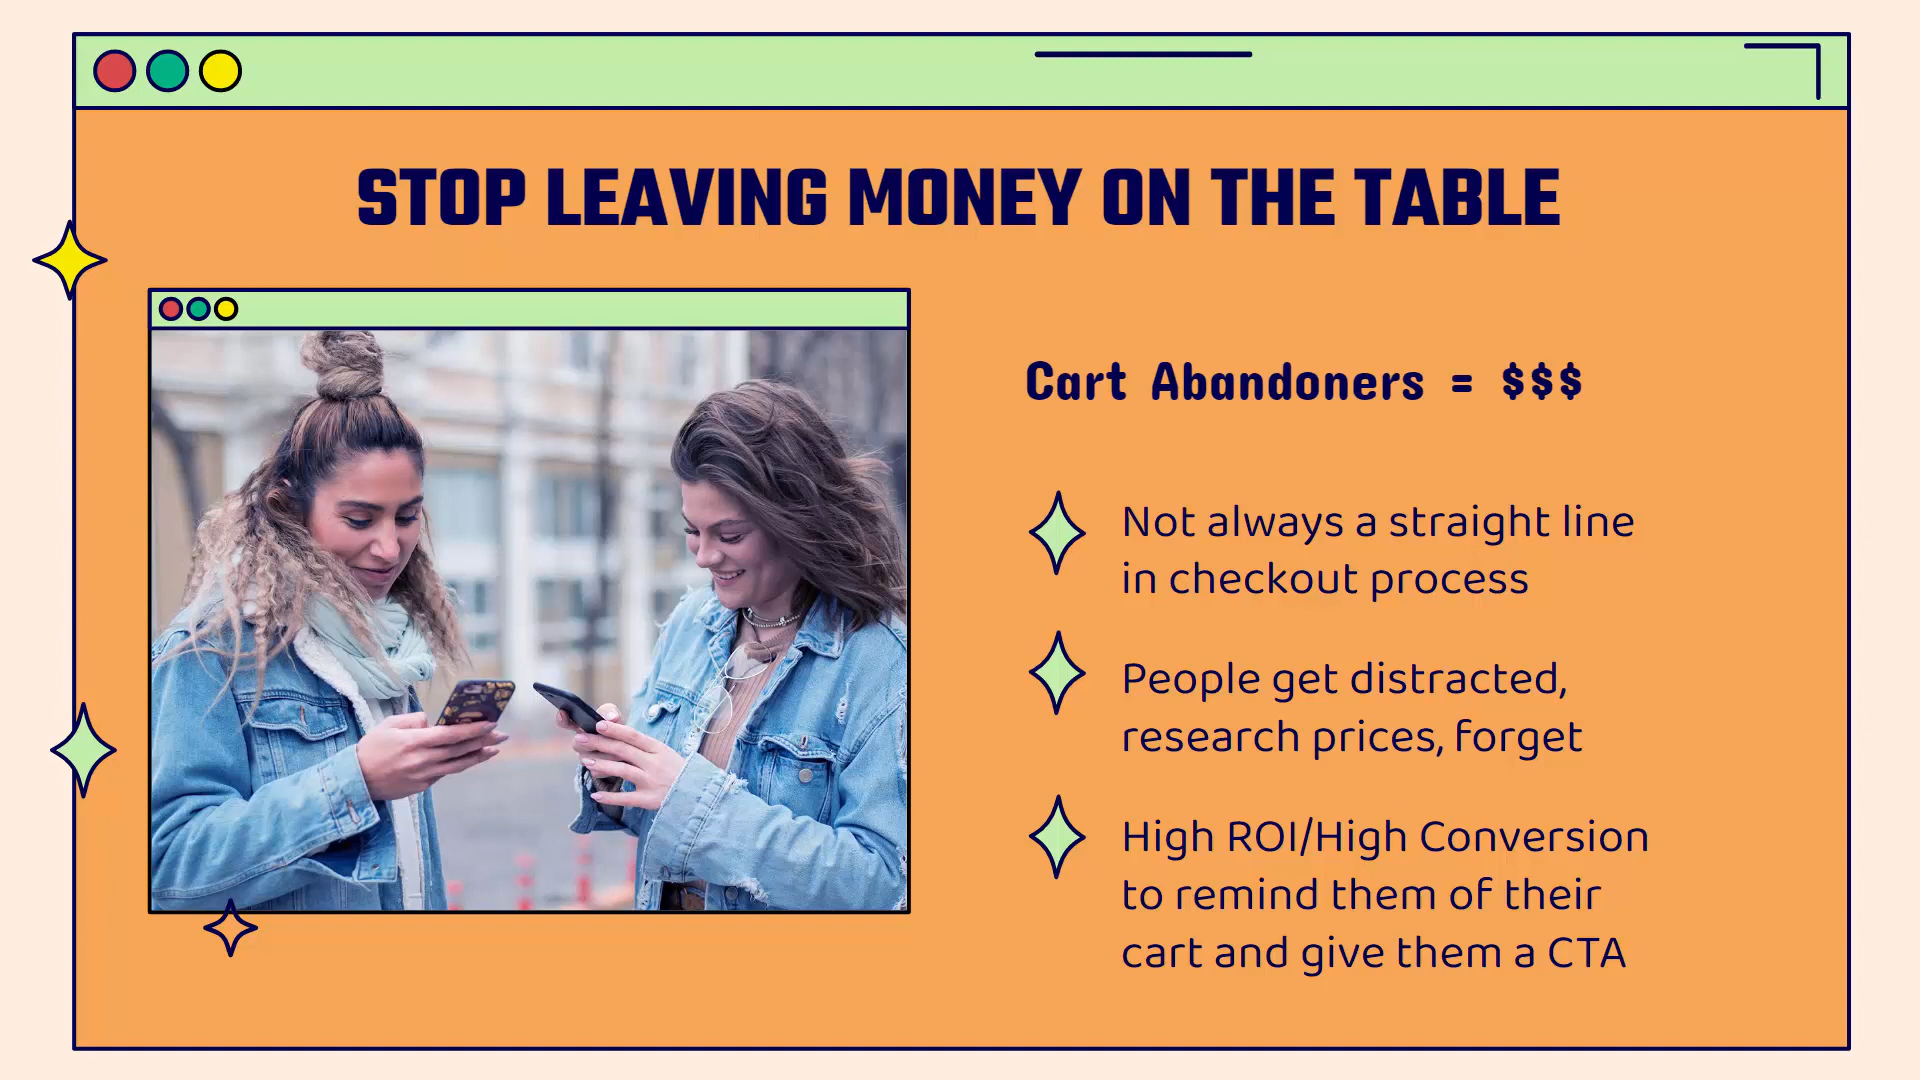 STOP LEAVING MONEY ON THE TABLE
Cart Abandoners = $$$
Not always a straight line
in checkout process
People get distracted,
research prices, forget
High ROI/High Conversion
to remind them of their
cart and give them a CTA